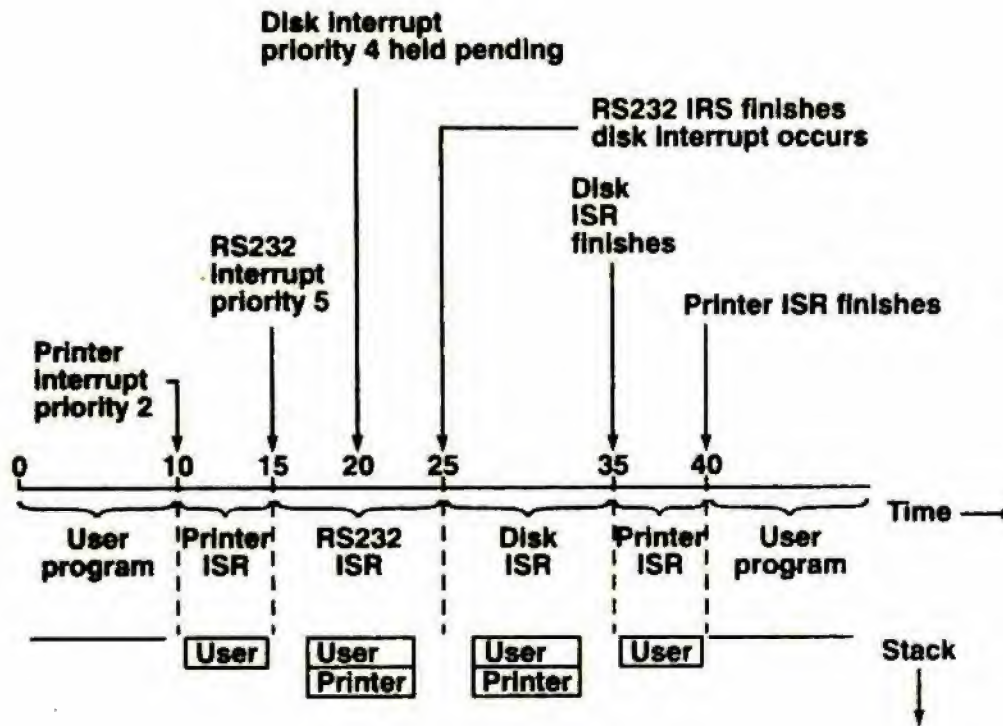 Disk interrupt
priority 4 held pending
RS232 IRS finishes
disk interrupt occurs
Disk
ISR
finishes
RS232
interrupt
priority 5
Printer ISR finishes
Printer
interrupt
priority 2
0 10 15 20 25 35 40
Time
User
program
Printer
ISR
RS232
ISR
Disk
ISR
Printer
ISR
User
program
User
User
Printer
User
Printer
User
Stack